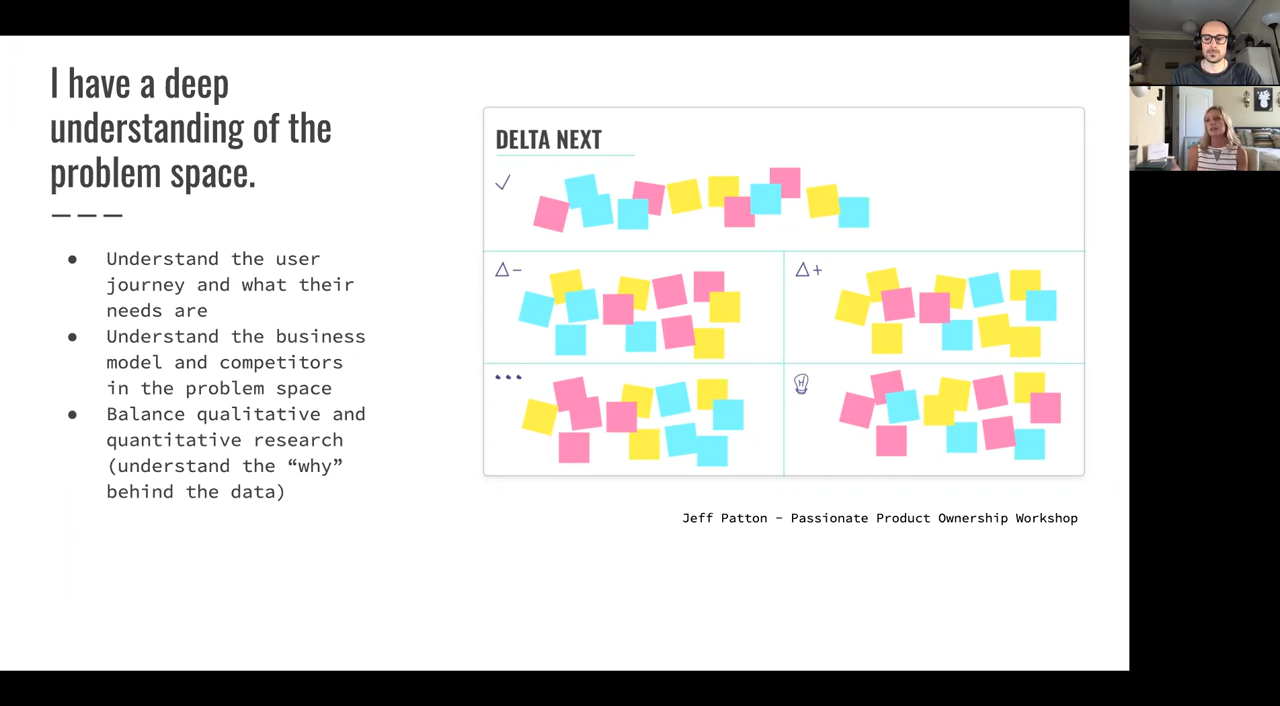 I have a deep
understanding of the
problem space.
● Understand the user
journey and what their
needs are
● Understand the business
model and competitors
in the problem space
● Balance qualitative and
quantitative research
(understand the “why”
behind the data)
DELTA NEXT
✓
Δ−
Δ+
•••
Jeff Patton - Passionate Product Ownership Workshop